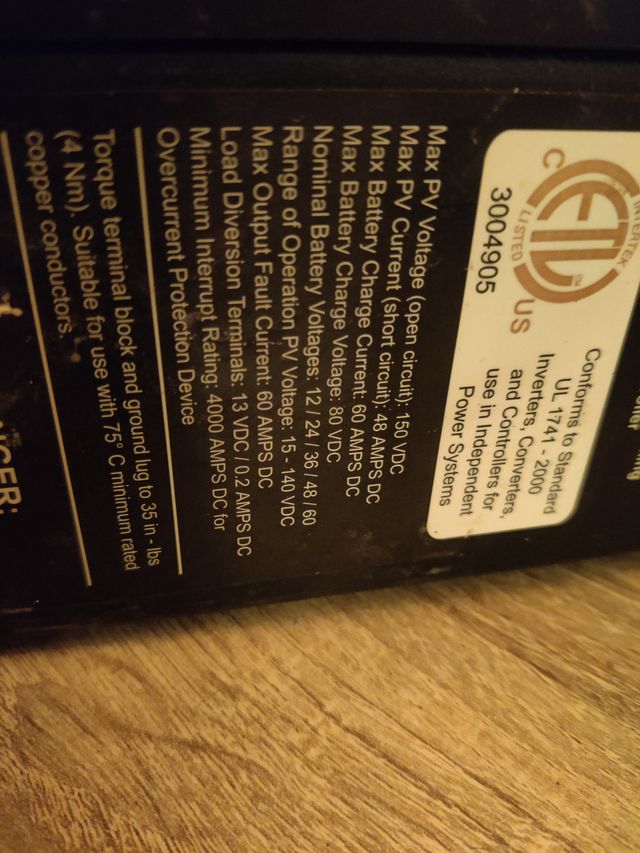 INTERTEK
C
ETL
LISTED
US
3004905
Conforms to Standard
UL 1741 - 2000
Inverters, Converters,
and Controllers for
use in Independent
Power Systems
Max PV Voltage (open circuit): 150 VDC
Max PV Current (short circuit): 48 AMPS DC
Max Battery Charge Current: 60 AMPS DC
Max Battery Charge Voltage: 80 VDC
Nominal Battery Voltages: 12 / 24 / 36 / 48 / 60
Range of Operation PV Voltage: 15 - 140 VDC
Max Output Fault Current: 60 AMPS DC
Load Diversion Terminals: 13 VDC / 0.2 AMPS DC
Minimum Interrupt Rating: 4000 AMPS DC for
Overcurrent Protection Device
Torque terminal block and ground lug to 35 in - lbs
(4 Nm). Suitable for use with 75° C minimum rated
copper conductors.